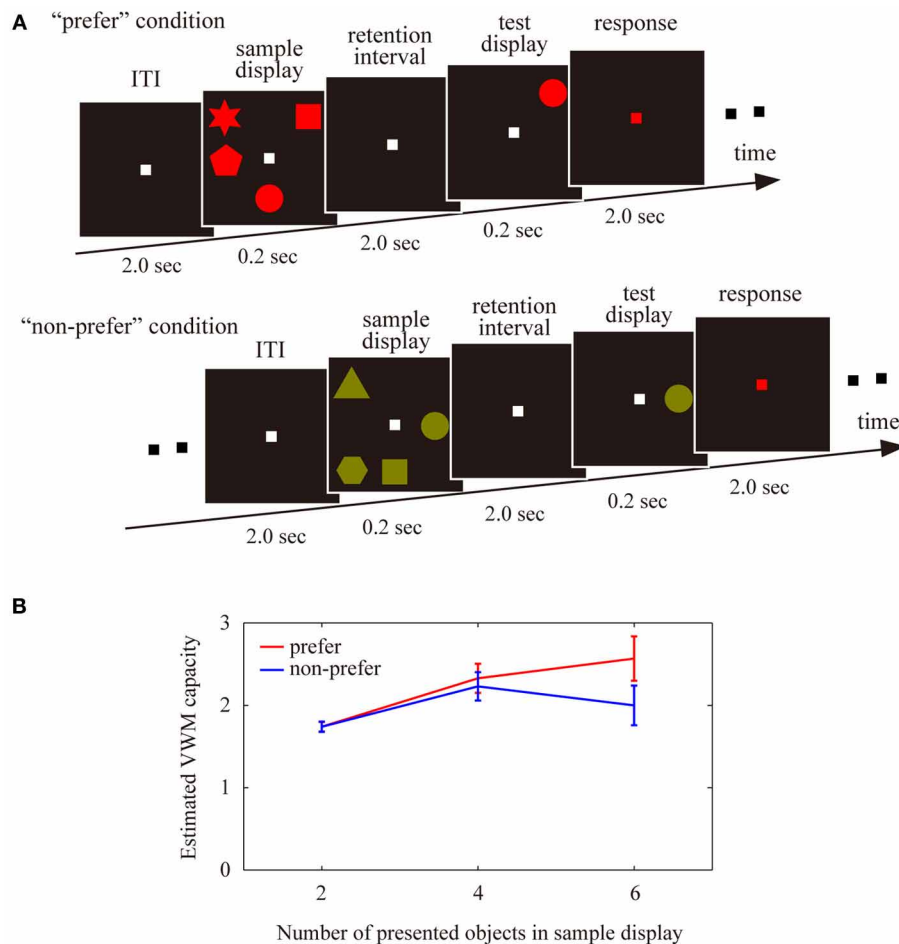 A
“prefer” condition
ITI
sample
display
retention
interval
test
display
response
time
2.0 sec
0.2 sec
2.0 sec
0.2 sec
2.0 sec
“non-prefer” condition
ITI
sample
display
retention
interval
test
display
response
time
2.0 sec
0.2 sec
2.0 sec
0.2 sec
2.0 sec
B
Estimated VWM capacity
3
2
1
0
prefer
non-prefer
2 4 6
Number of presented objects in sample display